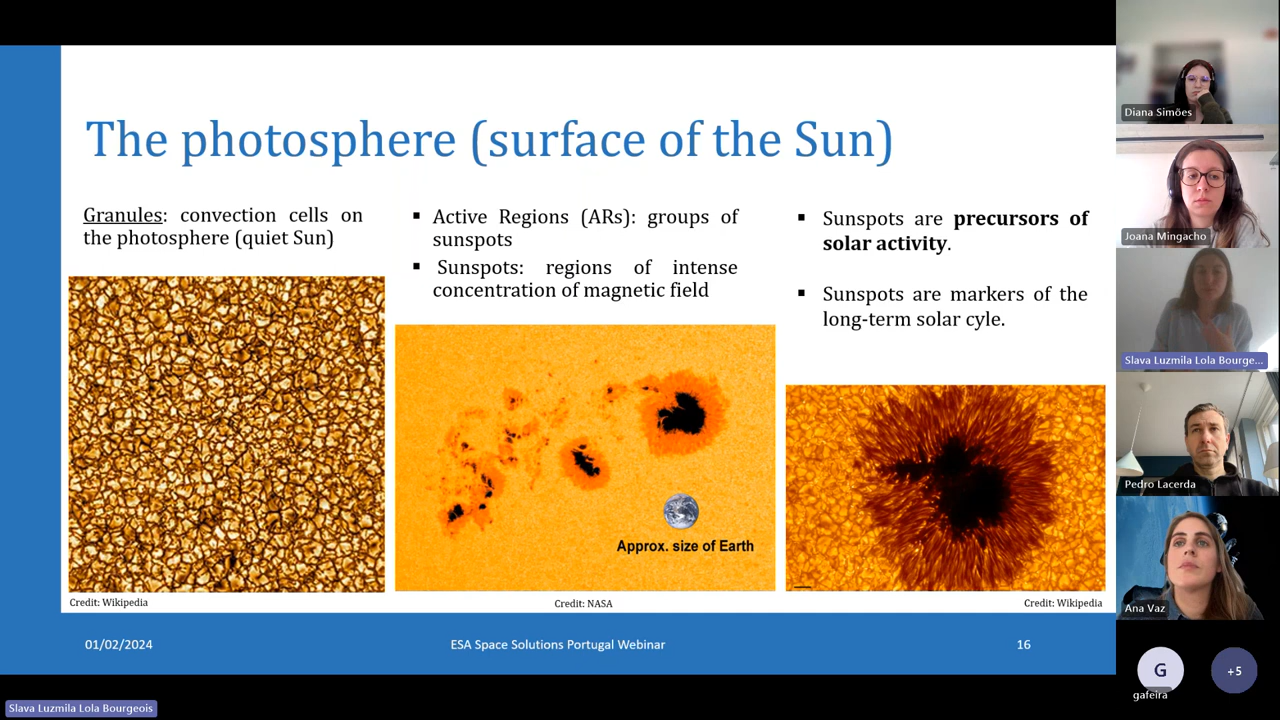 The photosphere (surface of the Sun)
Granules: convection cells on
the photosphere (quiet Sun)
▪ Active Regions (ARs): groups of
sunspots
▪ Sunspots: regions of intense
concentration of magnetic field
▪ Sunspots are precursors of
solar activity.
▪ Sunspots are markers of the
long-term solar cyle.
Approx. size of Earth
Credit: Wikipedia
Credit: NASA
Credit: Wikipedia
01/02/2024
ESA Space Solutions Portugal Webinar
16
Slava Luzmila Lola Bourgeois
Diana Simões
Joana Mingacho
Slava Luzmila Lola Bourge...
Pedro Lacerda
Ana Vaz
G
gafeira
+5